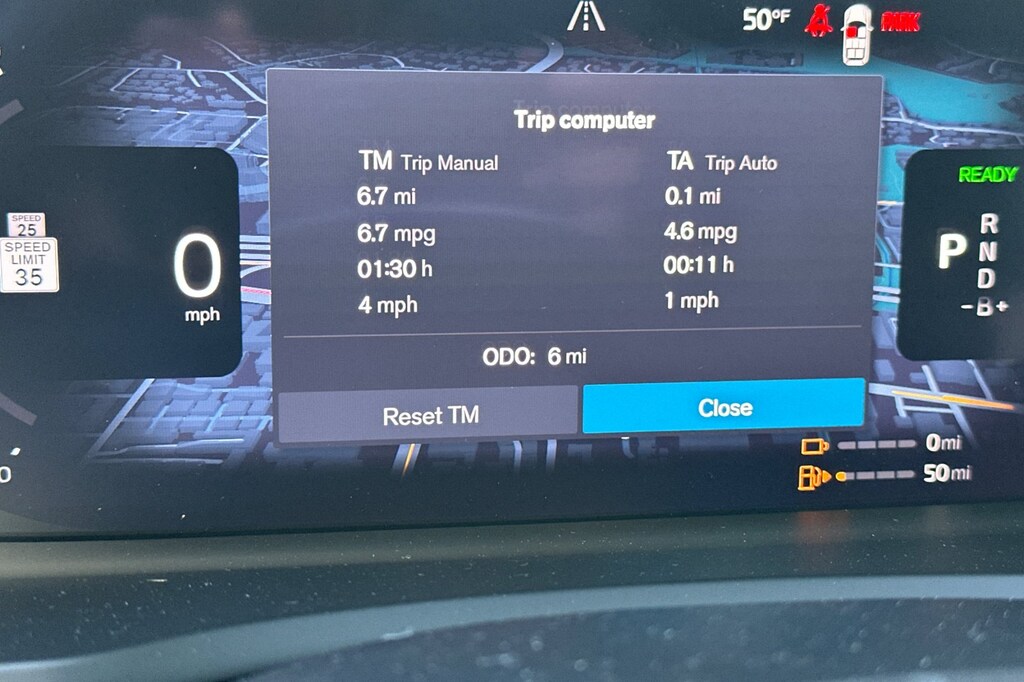 50°F
PARK
Trip computer
TM Trip Manual
6.7 mi
6.7 mpg
01:30 h
4 mph
TA Trip Auto
0.1 mi
4.6 mpg
00:11 h
1 mph
ODO: 6 mi
Reset TM
Close
SPEED
25
SPEED
LIMIT
35
0
mph
READY
P
R
N
D
-B+
0mi
50mi
0